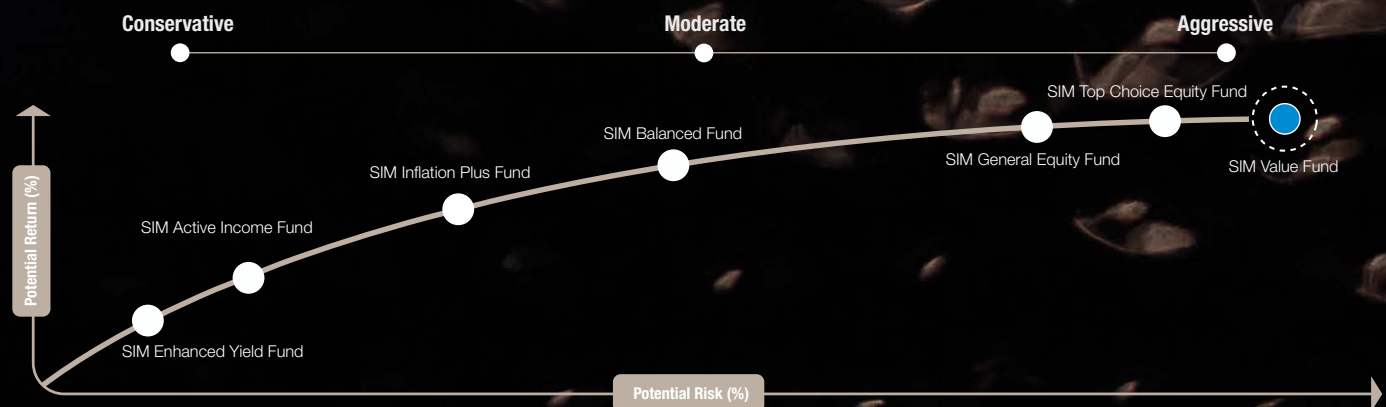 Conservative
Moderate
Aggressive
SIM Top Choice Equity Fund
SIM Balanced Fund
SIM General Equity Fund
SIM Value Fund
SIM Inflation Plus Fund
SIM Active Income Fund
Potential Return (%)
SIM Enhanced Yield Fund
Potential Risk (%)